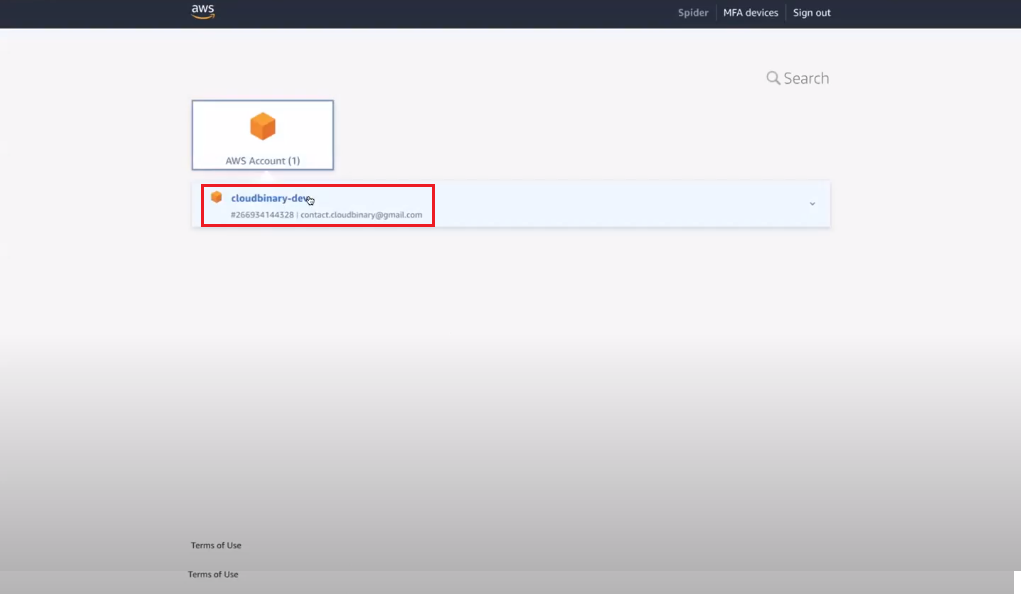 aws
Spider MFA devices Sign out
Search
AWS Account (1)
cloudbinary-dev
#266934144328 | contact.cloudbinary@gmail.com
Terms of Use
Terms of Use